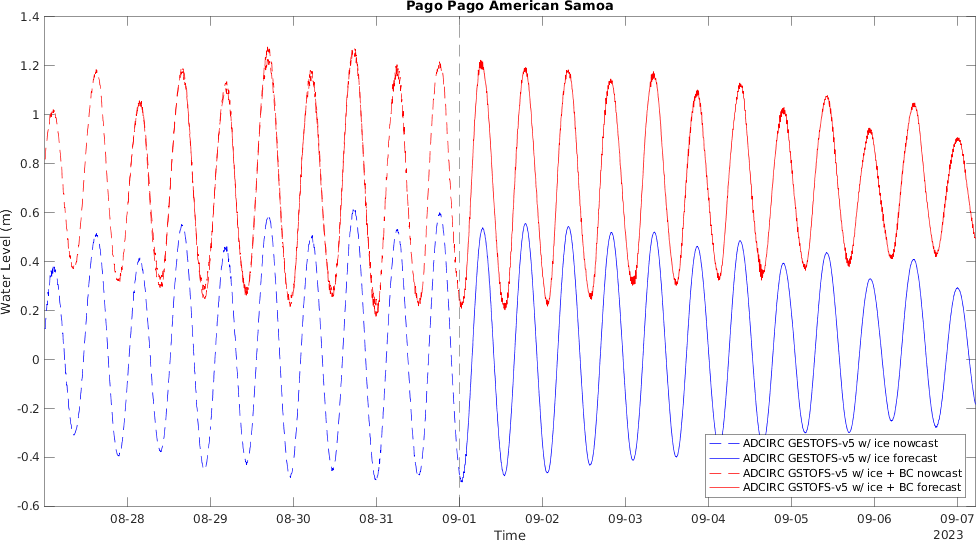 Pago Pago American Samoa
Water Level (m)
1.4
1.2
1
0.8
0.6
0.4
0.2
0
-0.2
-0.4
-0.6
ADCIRC GESTOFS-v5 w/ ice nowcast
ADCIRC GESTOFS-v5 w/ ice forecast
ADCIRC GSTOFS-v5 w/ ice + BC nowcast
ADCIRC GSTOFS-v5 w/ ice + BC forecast
08-28 08-29 08-30 08-31 09-01 09-02 09-03 09-04 09-05 09-06 09-07
Time
2023